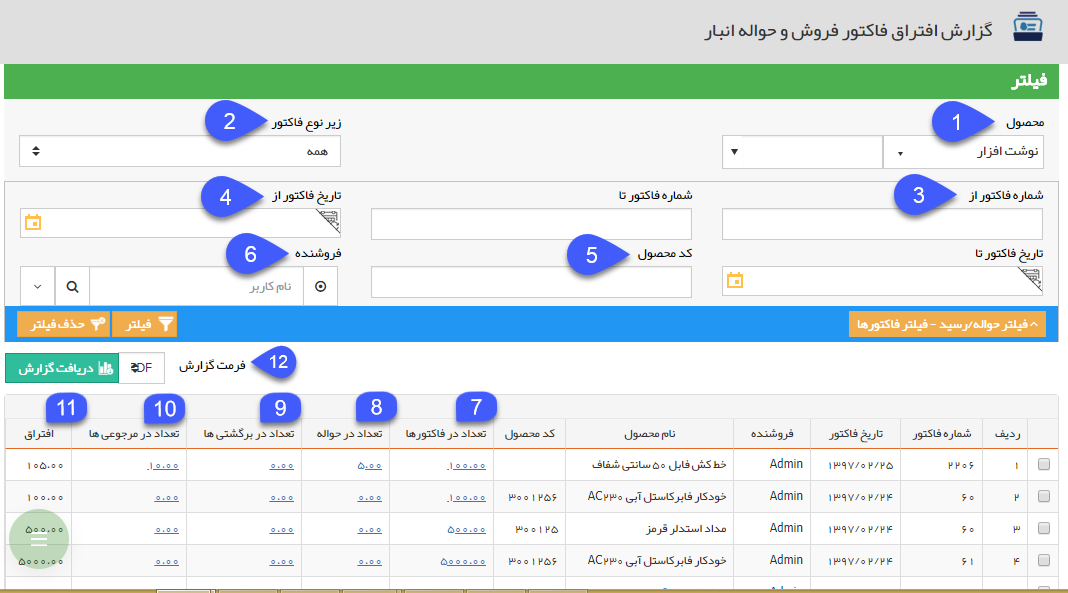 گزارش افتراق فاکتور فروش و حواله انبار
فیلتر
محصول 1 زیر نوع فاکتور 2
نوشت افزار همه
شماره فاکتور از 3 شماره فاکتور تا تاریخ فاکتور از 4
تاریخ فاکتور تا کد محصول 5 فروشنده 6
نام کاربر
فیلتر حواله/رسید - فیلتر فاکتورها فیلتر حذف فیلتر
12 فرمت گزارش PDF دریافت گزارش
7 8 9 10 11
ردیف شماره فاکتور تاریخ فاکتور فروشنده نام محصول کد محصول تعداد در فاکتورها تعداد در حواله تعداد در برگشتی ها تعداد در مرجوعی ها افتراق
۱ ۲۲۰۶ ۱۳۹۷/۰۲/۲۵ Admin خط کش فابل ۵۰ سانتی شفاف ۱۰۰.۰۰ ۵.۰۰ ۰.۰۰ ۱۰.۰۰ ۱۰۵.۰۰
۲ ۶۰ ۱۳۹۷/۰۲/۲۴ Admin خودکار فابرکاستل آبی AC۲۳۰ ۳۰۰۱۲۵۶ ۱۰۰.۰۰ ۰.۰۰ ۰.۰۰ ۰.۰۰ ۱۰۰.۰۰
۳ ۶۰ ۱۳۹۷/۰۲/۲۴ Admin مداد استدلر قرمز ۳۰۰۱۲۵ ۵۰۰.۰۰ ۰.۰۰ ۰.۰۰ ۰.۰۰ ۵۰۰.۰۰
۴ ۶۱ ۱۳۹۷/۰۲/۲۴ Admin خودکار فابرکاستل آبی AC۲۳۰ ۳۰۰۱۲۵۶ ۵۰۰۰.۰۰ ۰.۰۰ ۰.۰۰ ۰.۰۰ ۵۰۰۰.۰۰